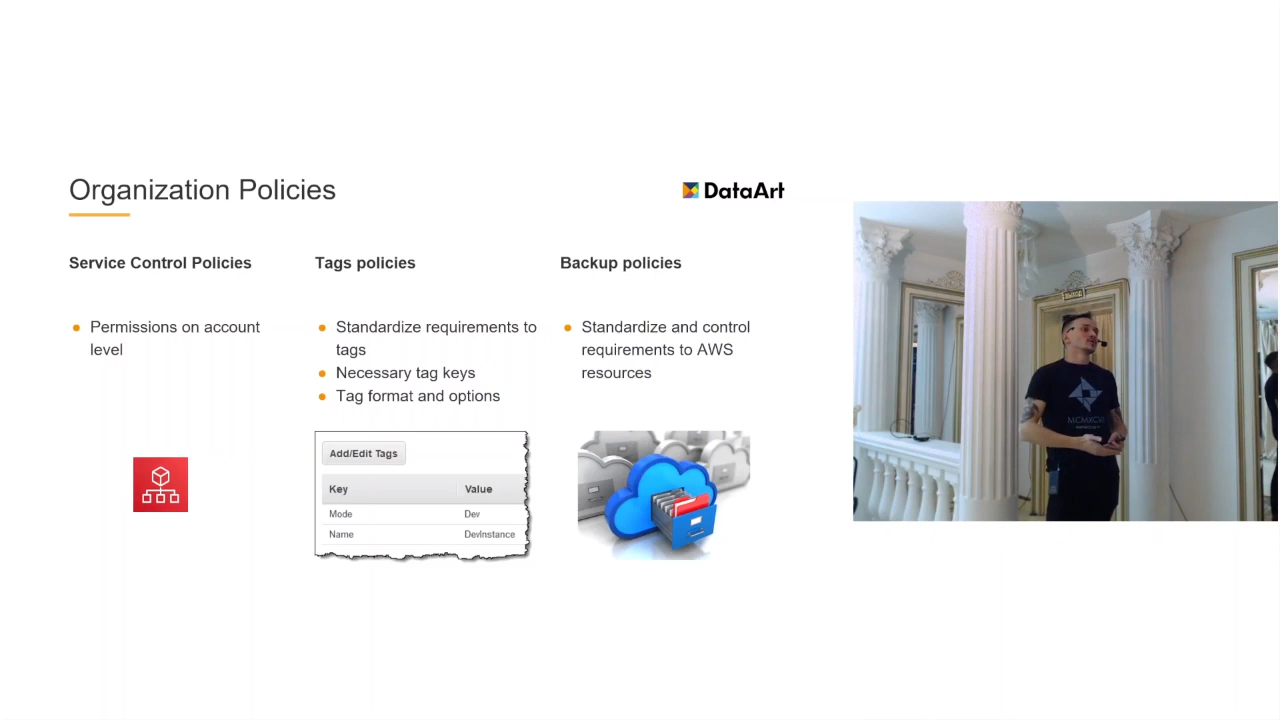 Organization Policies
DataArt
Service Control Policies
Permissions on account
level
Tags policies
Standardize requirements to
tags
Necessary tag keys
Tag format and options
Add/Edit Tags
Key Value
Mode Dev
Name DevInstance
Backup policies
Standardize and control
requirements to AWS
resources
MCMXCVI